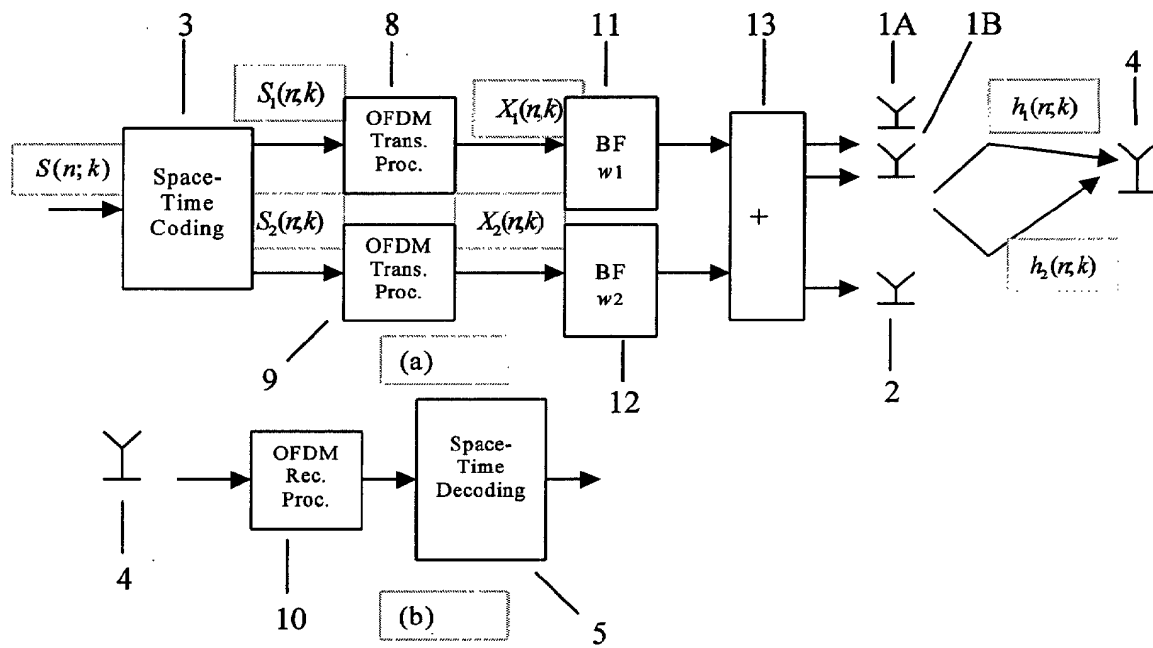 3
8
11
13
1A
1B
4
S(n; k)
S₁(n,k)
X₁(n,k)
h₁(n,k)
Space-
Time
Coding
OFDM
Trans.
Proc.
BF
w1
+
S₂(n,k)
X₂(n,k)
h₂(n,k)
OFDM
Trans.
Proc.
BF
w2
9
(a)
12
2
OFDM
Rec.
Proc.
Space-
Time
Decoding
4
10
(b)
5